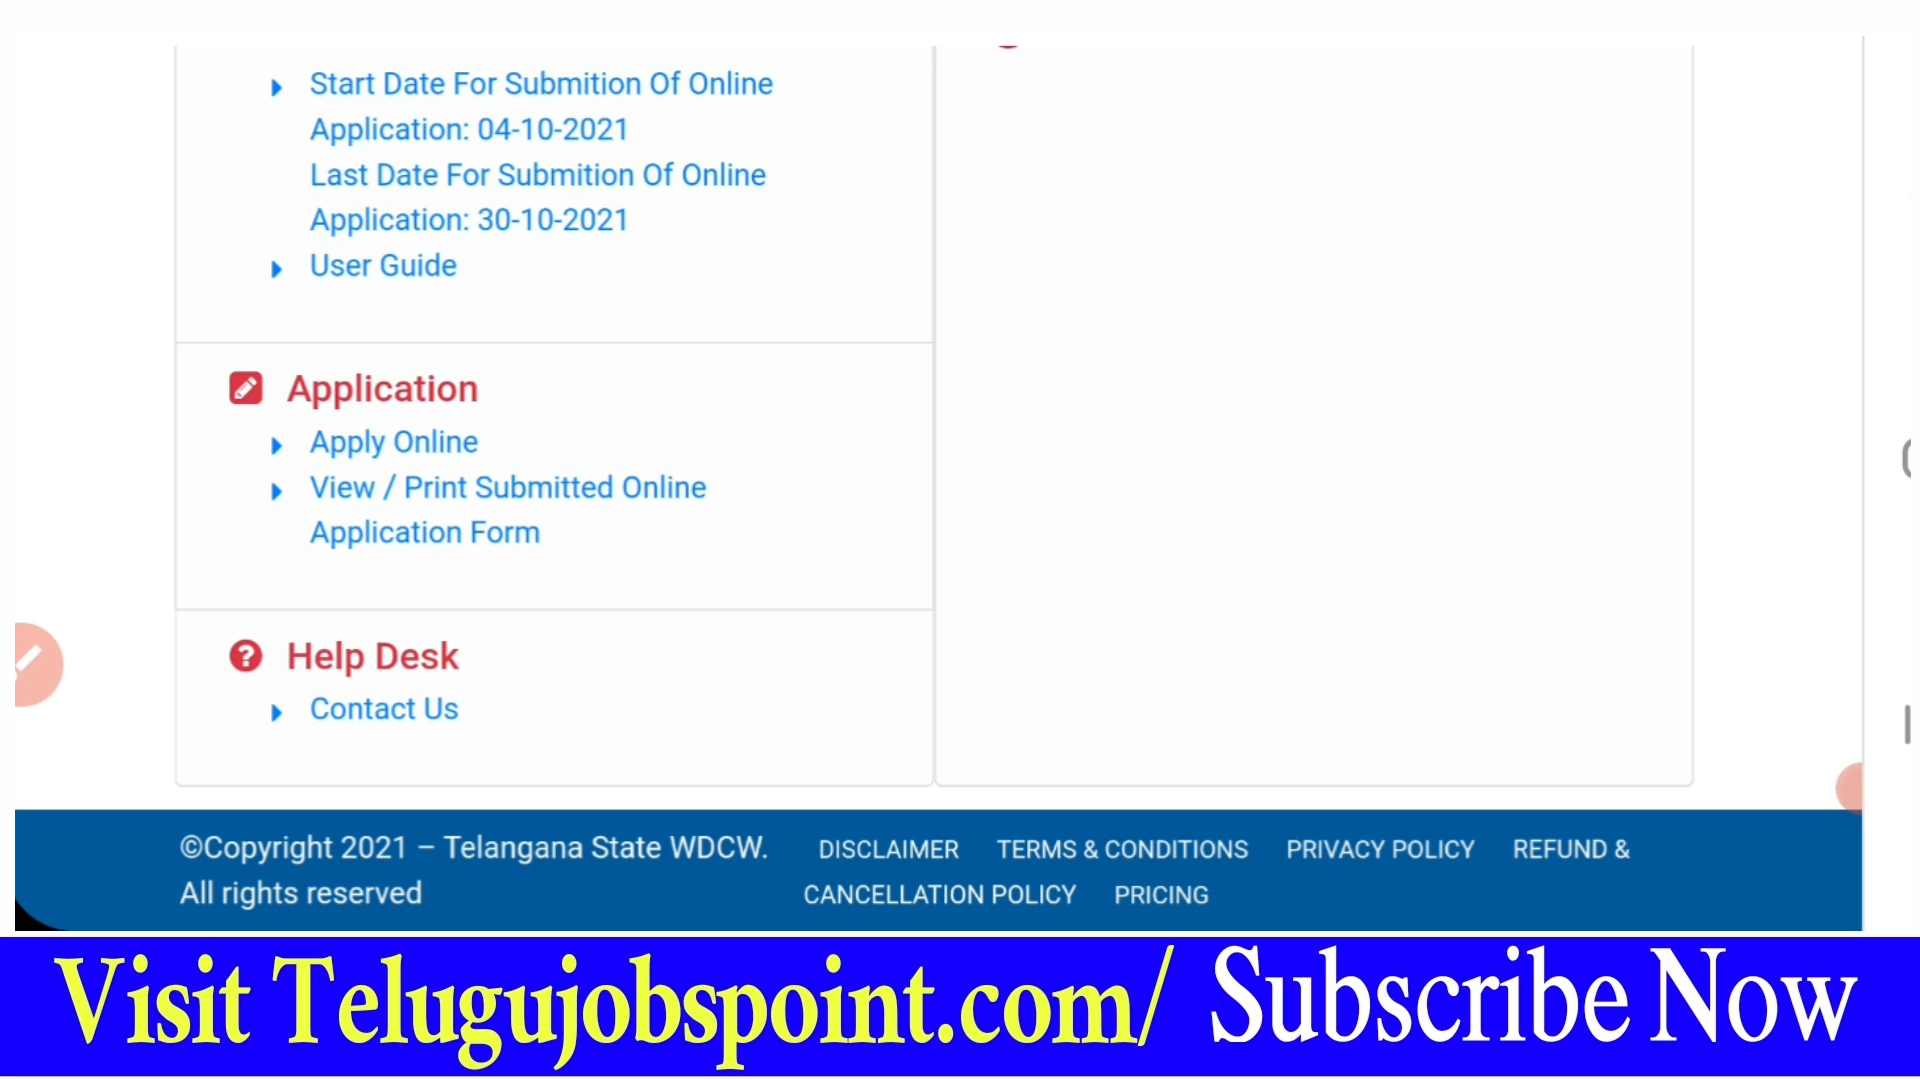 Start Date For Submition Of Online
Application: 04-10-2021
Last Date For Submition Of Online
Application: 30-10-2021
User Guide
Application
Apply Online
View / Print Submitted Online
Application Form
Help Desk
Contact Us
©Copyright 2021 – Telangana State WDCW.
All rights reserved
DISCLAIMER TERMS & CONDITIONS PRIVACY POLICY REFUND &
CANCELLATION POLICY PRICING
Visit Telugujobspoint.com/ Subscribe Now